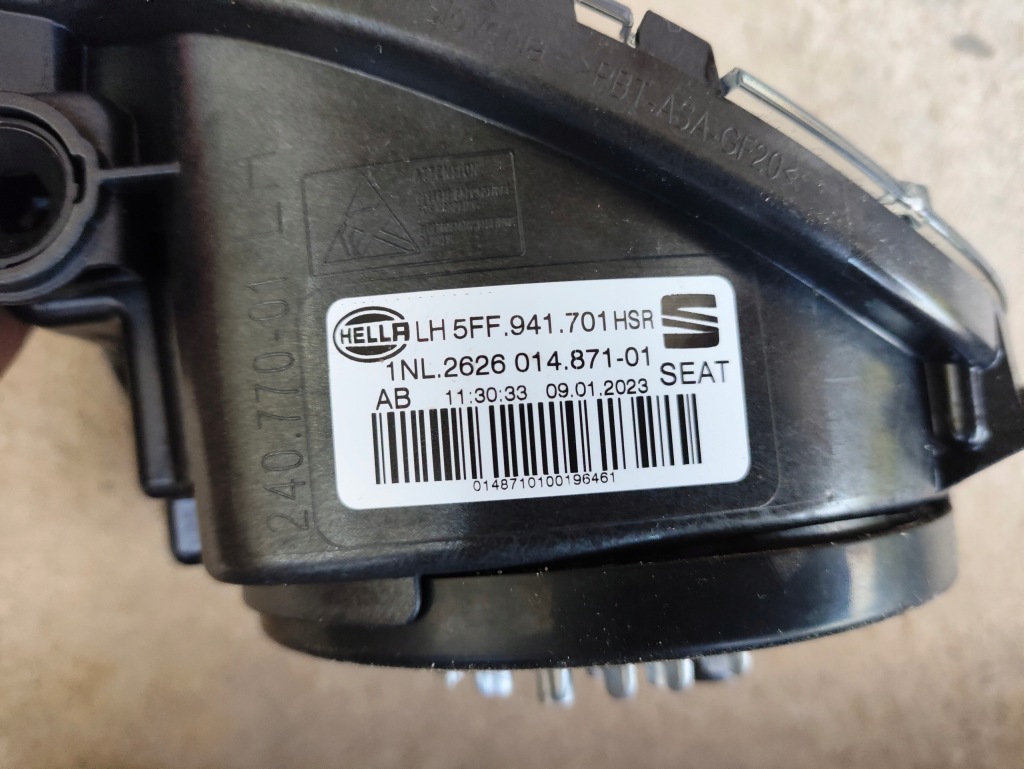 >PBT-ASA-GF20<
ATTENTION
240.770-01
HELLA LH 5FF.941.701 HSR
1NL.2626 014.871-01
SEAT
AB 11:30:33 09.01.2023
0148710100196461